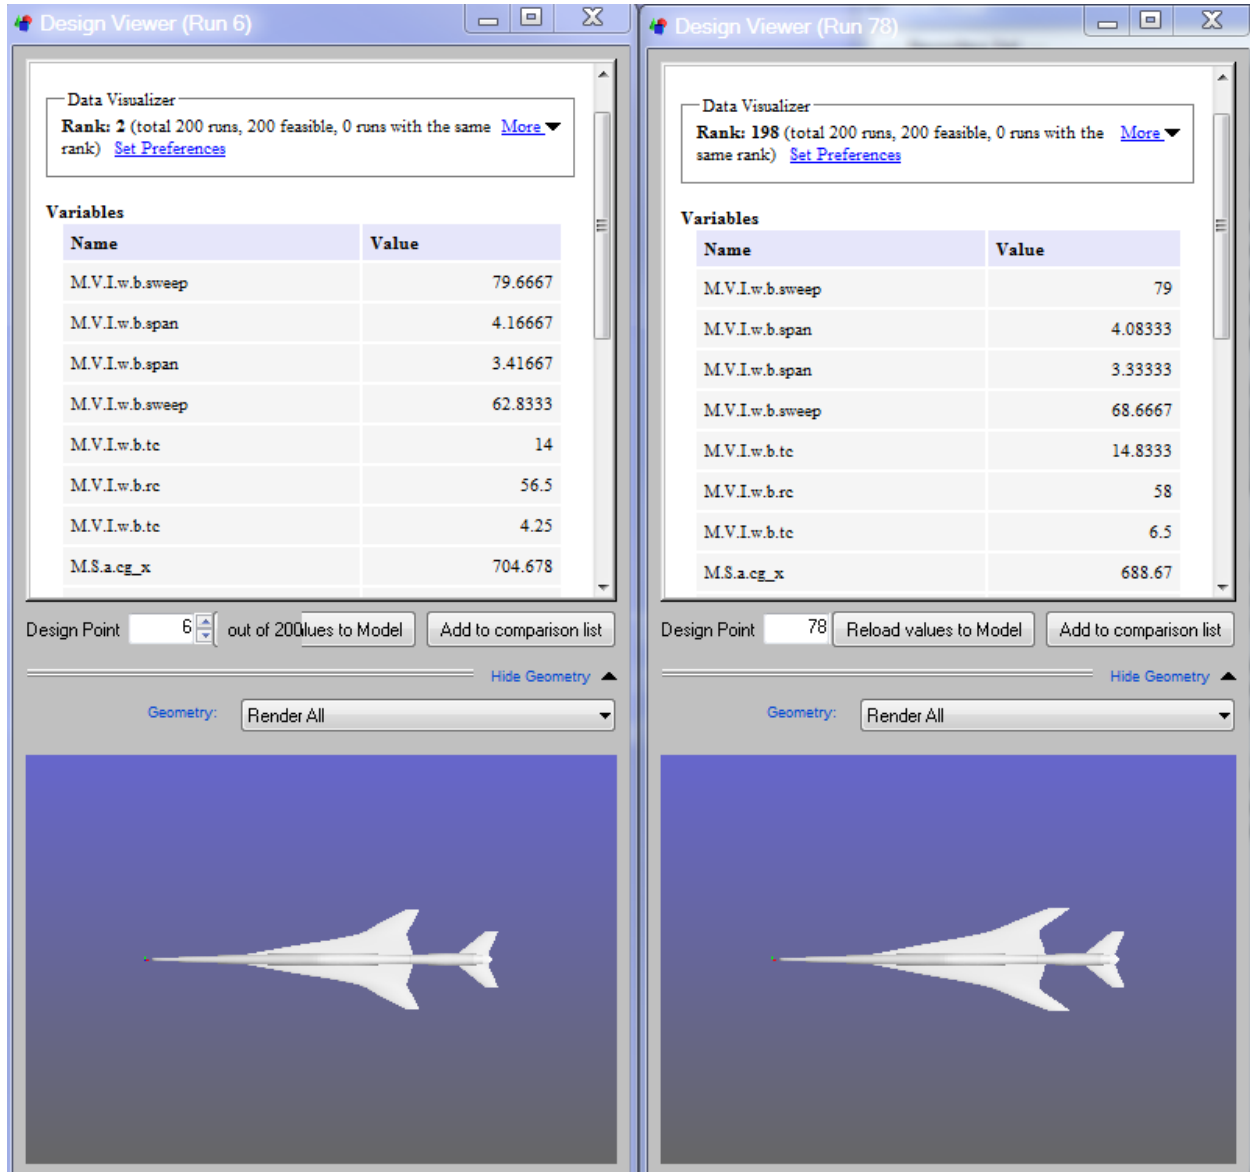 Design Viewer (Run 6)
Data Visualizer
Rank: 2 (total 200 runs, 200 feasible, 0 runs with the same More
rank) Set Preferences
Variables
Name Value
M.V.I.w.b.sweep 79.6667
M.V.I.w.b.span 4.16667
M.V.I.w.b.span 3.41667
M.V.I.w.b.sweep 62.8333
M.V.I.w.b.tc 14
M.V.I.w.b.rc 56.5
M.V.I.w.b.tc 4.25
M.S.a.cg_x 704.678
Design Point 6 out of 200 lues to Model Add to comparison list
Hide Geometry
Geometry: Render All
Design Viewer (Run 78)
Data Visualizer
Rank: 198 (total 200 runs, 200 feasible, 0 runs with the More
same rank) Set Preferences
Variables
Name Value
M.V.I.w.b.sweep 79
M.V.I.w.b.span 4.08333
M.V.I.w.b.span 3.33333
M.V.I.w.b.sweep 68.6667
M.V.I.w.b.tc 14.8333
M.V.I.w.b.rc 58
M.V.I.w.b.tc 6.5
M.S.a.cg_x 688.67
Design Point 78 Reload values to Model Add to comparison list
Hide Geometry
Geometry: Render All